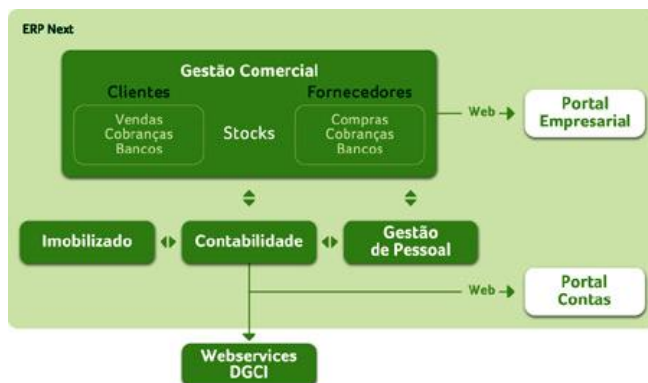 ERP Next
Gestão Comercial
Clientes
Fornecedores
Vendas
Cobranças
Bancos
Stocks
Compras
Cobranças
Bancos
Web
Portal
Empresarial
Imobilizado
Contabilidade
Gestão
de Pessoal
Web
Portal
Contas
Webservices
DGCI